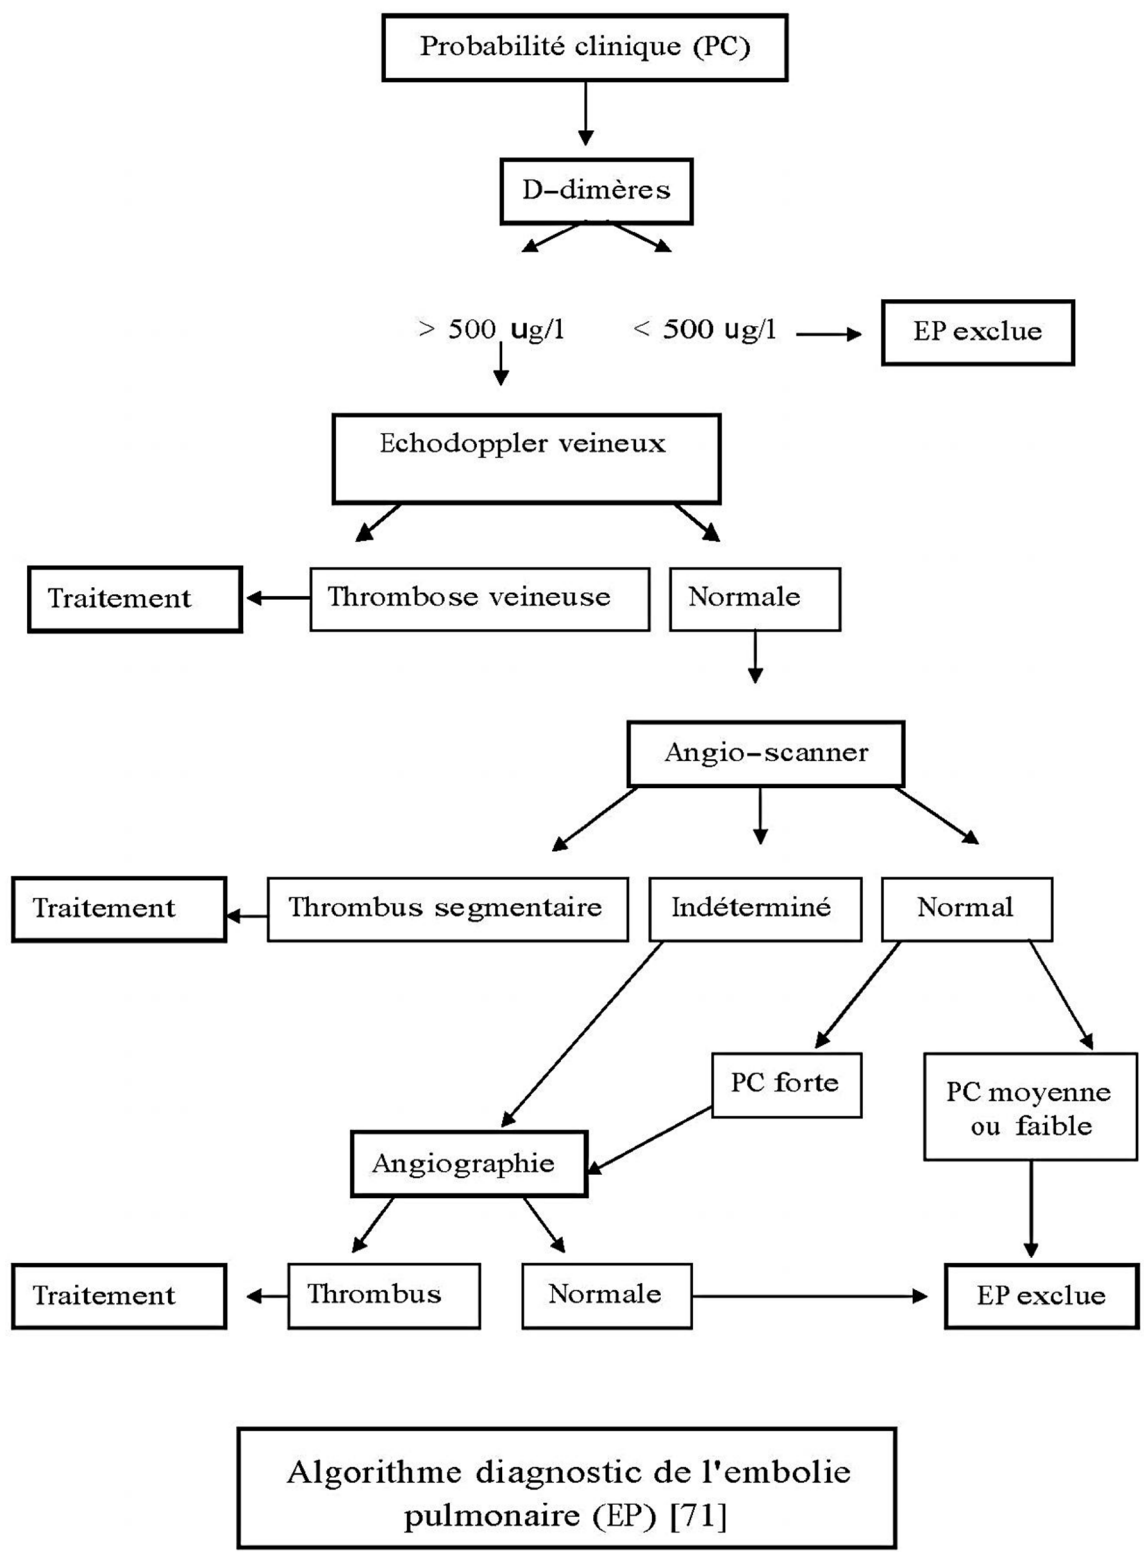 Probabilité clinique (PC)
D-dimères
> 500 ug/l
< 500 ug/l
EP exclue
Echodoppler veineux
Traitement
Thrombose veineuse
Normale
Angio-scanner
Traitement
Thrombus segmentaire
Indéterminé
Normal
PC forte
PC moyenne
ou faible
Angiographie
Traitement
Thrombus
Normale
EP exclue
Algorithme diagnostic de l'embolie
pulmonaire (EP) [71]